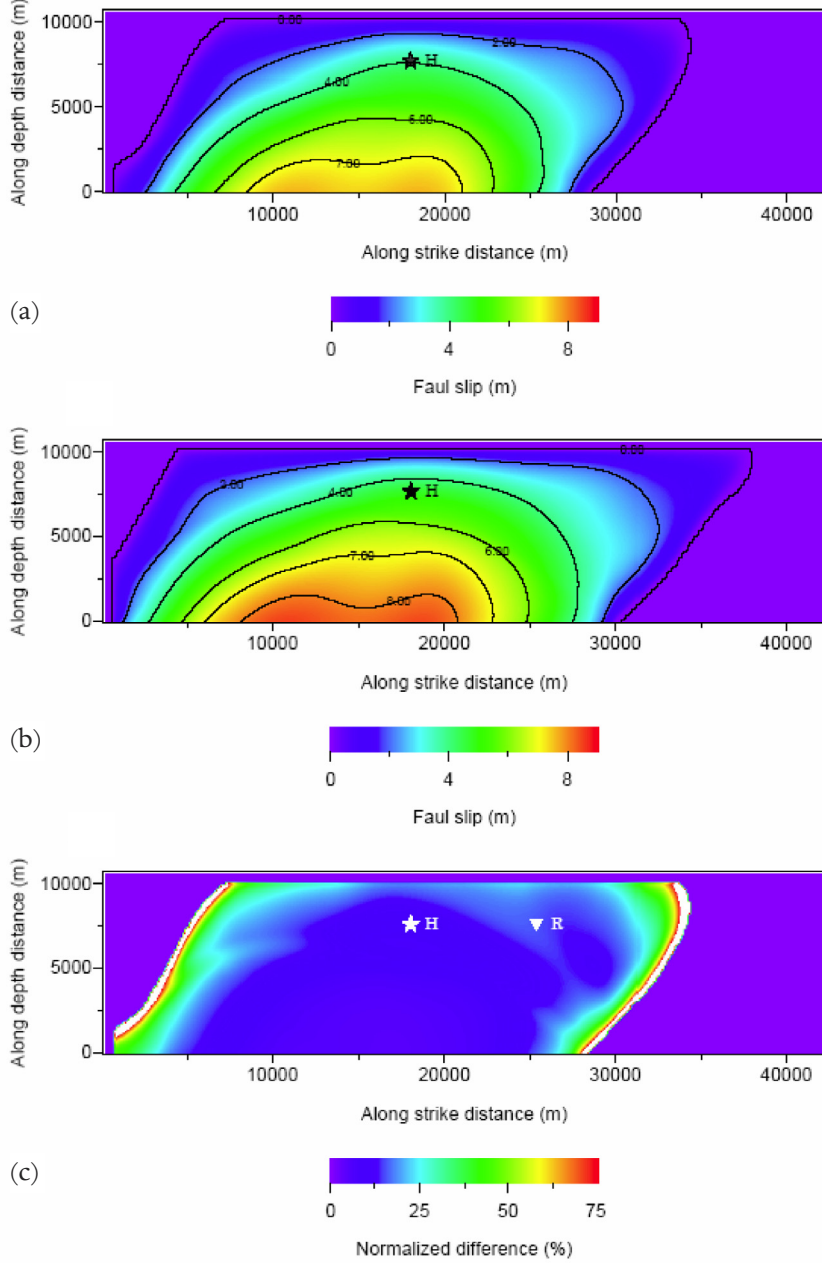 10000
5000
0
Along depth distance (m)
0.00
2.00
H
4.00
6.00
7.00
10000
20000
30000
40000
Along strike distance (m)
(a)
0
4
8
Faul slip (m)
10000
5000
0
Along depth distance (m)
0.00
2.00
4.00
H
6.00
7.00
8.00
10000
20000
30000
40000
Along strike distance (m)
(b)
0
4
8
Faul slip (m)
10000
5000
0
Along depth distance (m)
H
R
10000
20000
30000
40000
Along strike distance (m)
(c)
0
25
50
75
Normalized difference (%)